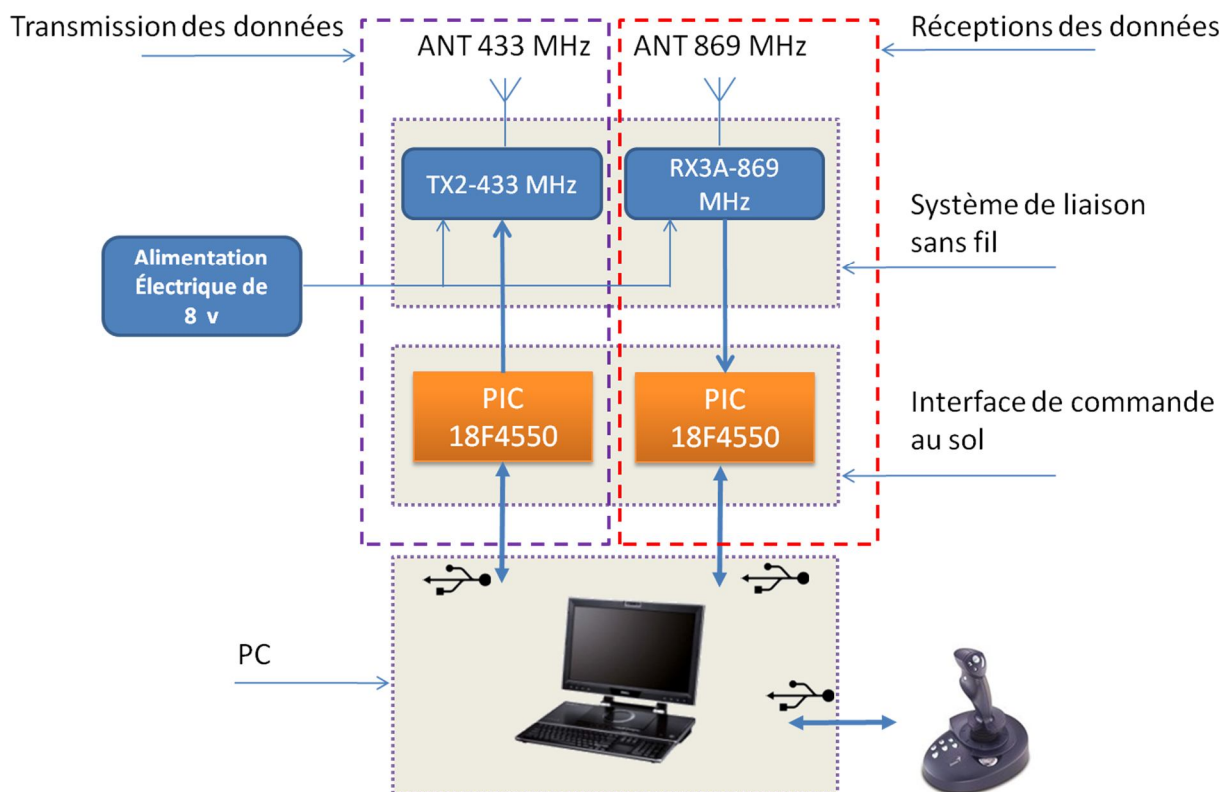 Transmission des données
ANT 433 MHz
ANT 869 MHz
Réceptions des données
TX2-433 MHz
RX3A-869
MHz
Système de liaison
sans fil
Alimentation
Électrique de
8 v
PIC
18F4550
PIC
18F4550
Interface de commande
au sol
PC